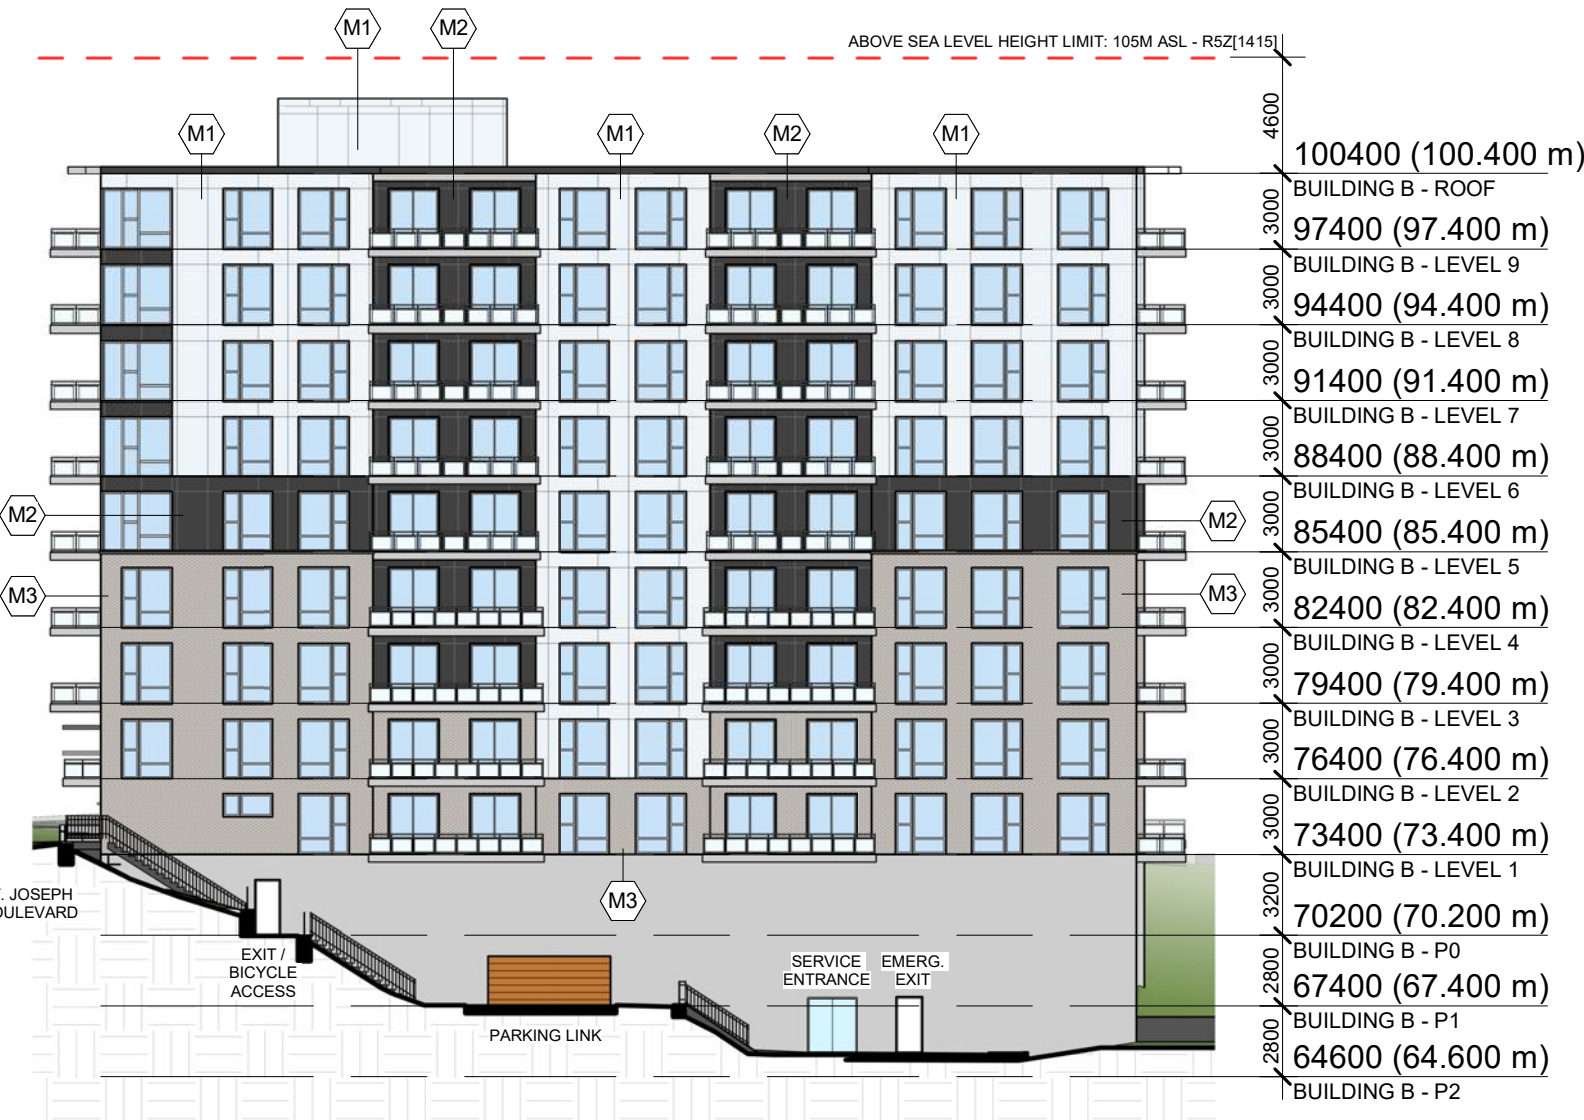 M1
M2
ABOVE SEA LEVEL HEIGHT LIMIT: 105M ASL - R5Z[1415]
4600
M1
M1
M2
M1
100400 (100.400 m)
BUILDING B - ROOF
3000
97400 (97.400 m)
BUILDING B - LEVEL 9
3000
94400 (94.400 m)
BUILDING B - LEVEL 8
3000
91400 (91.400 m)
BUILDING B - LEVEL 7
3000
88400 (88.400 m)
BUILDING B - LEVEL 6
M2
M2
3000
85400 (85.400 m)
BUILDING B - LEVEL 5
M3
M3
3000
82400 (82.400 m)
BUILDING B - LEVEL 4
3000
79400 (79.400 m)
BUILDING B - LEVEL 3
3000
76400 (76.400 m)
BUILDING B - LEVEL 2
3000
73400 (73.400 m)
BUILDING B - LEVEL 1
. JOSEPH
OULEVARD
M3
3200
70200 (70.200 m)
BUILDING B - P0
EXIT /
BICYCLE
ACCESS
SERVICE
ENTRANCE
EMERG.
EXIT
2800
67400 (67.400 m)
BUILDING B - P1
PARKING LINK
2800
64600 (64.600 m)
BUILDING B - P2